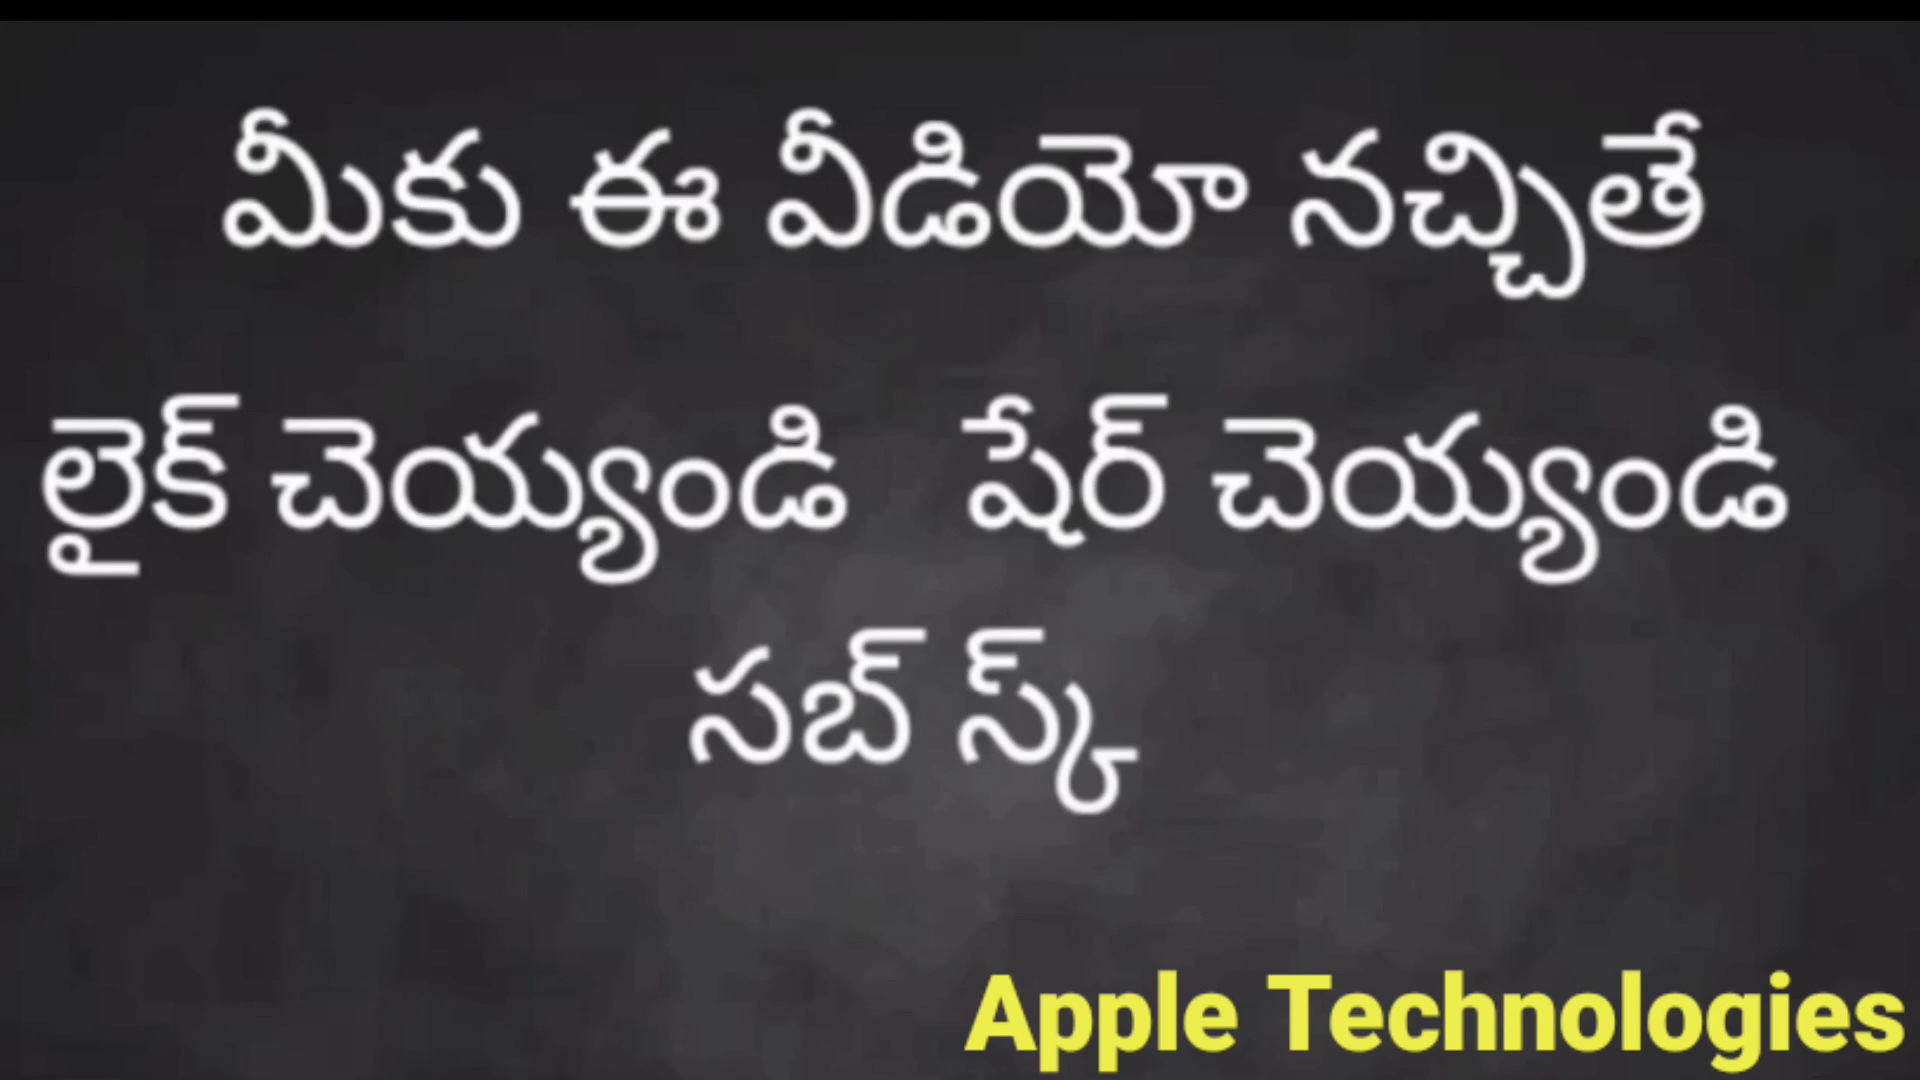 మీకు ఈ వీడియో నచ్చితే
లైక్ చెయ్యండి షేర్ చెయ్యండి
సబ్ స్క్
Apple Technologies